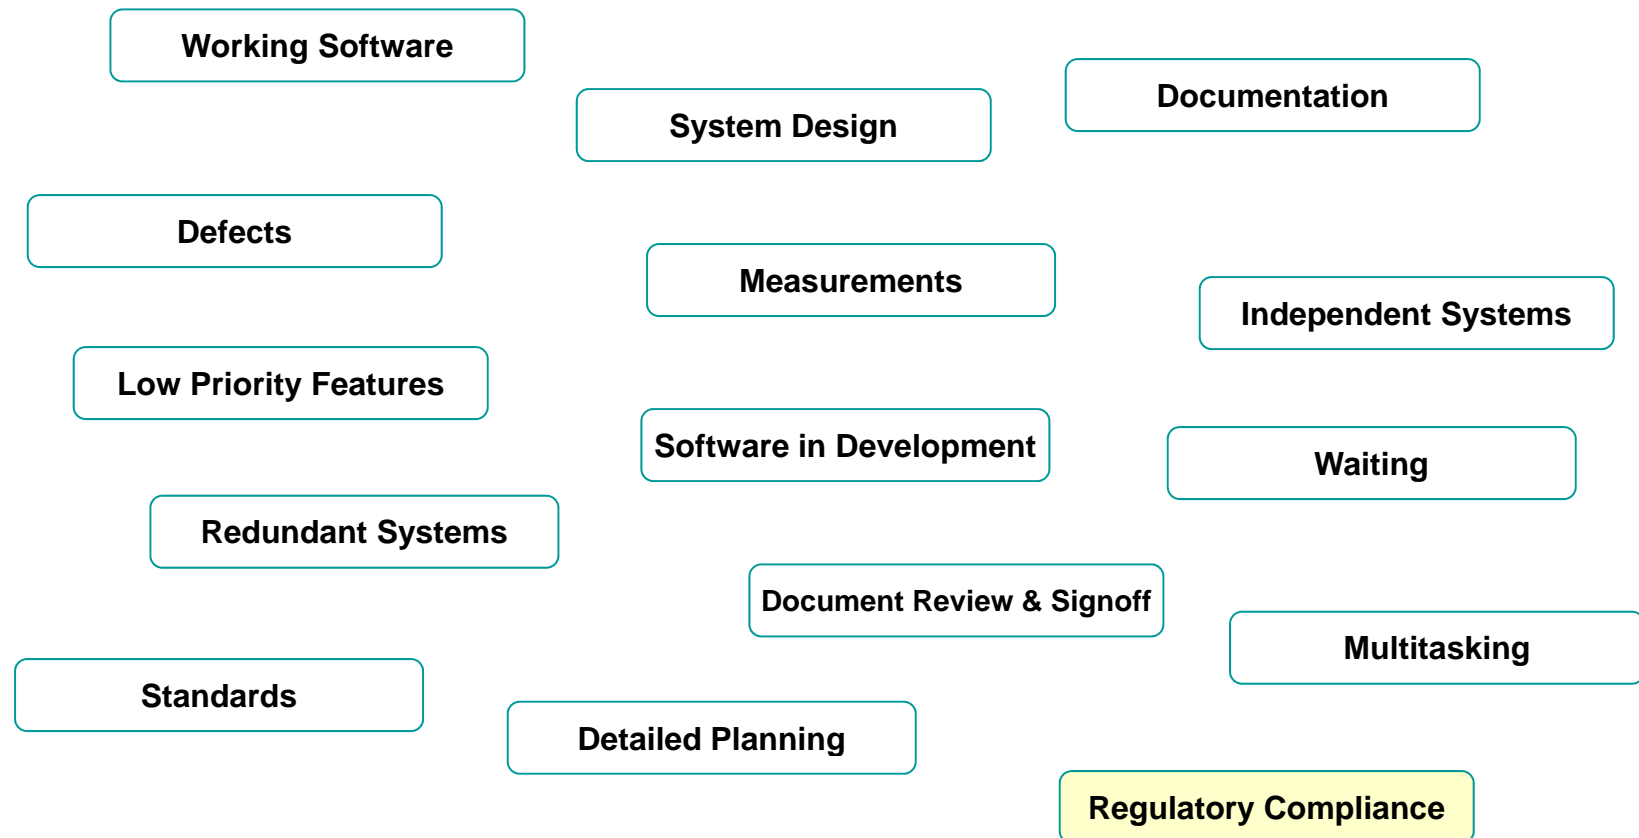 Working Software
System Design
Documentation
Defects
Measurements
Independent Systems
Low Priority Features
Software in Development
Waiting
Redundant Systems
Document Review & Signoff
Multitasking
Standards
Detailed Planning
Regulatory Compliance